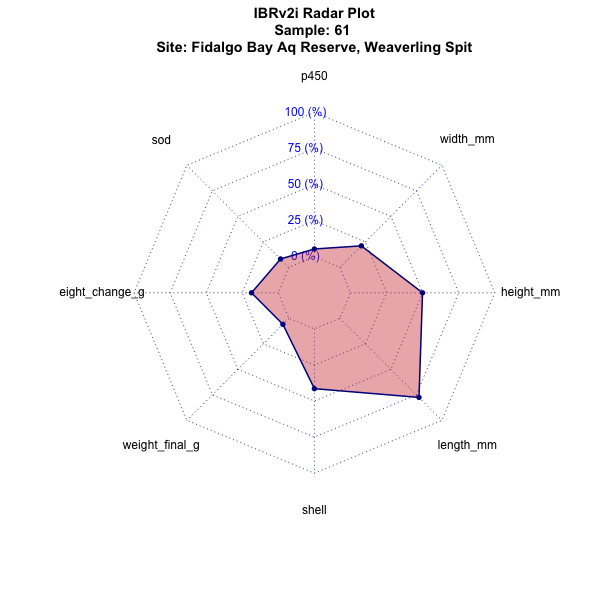 IBRv2i Radar Plot
Sample: 61
Site: Fidalgo Bay Aq Reserve, Weaverling Spit
p450
100 (%)
sod
width_mm
75 (%)
50 (%)
25 (%)
0 (%)
eight_change_g
height_mm
weight_final_g
length_mm
shell